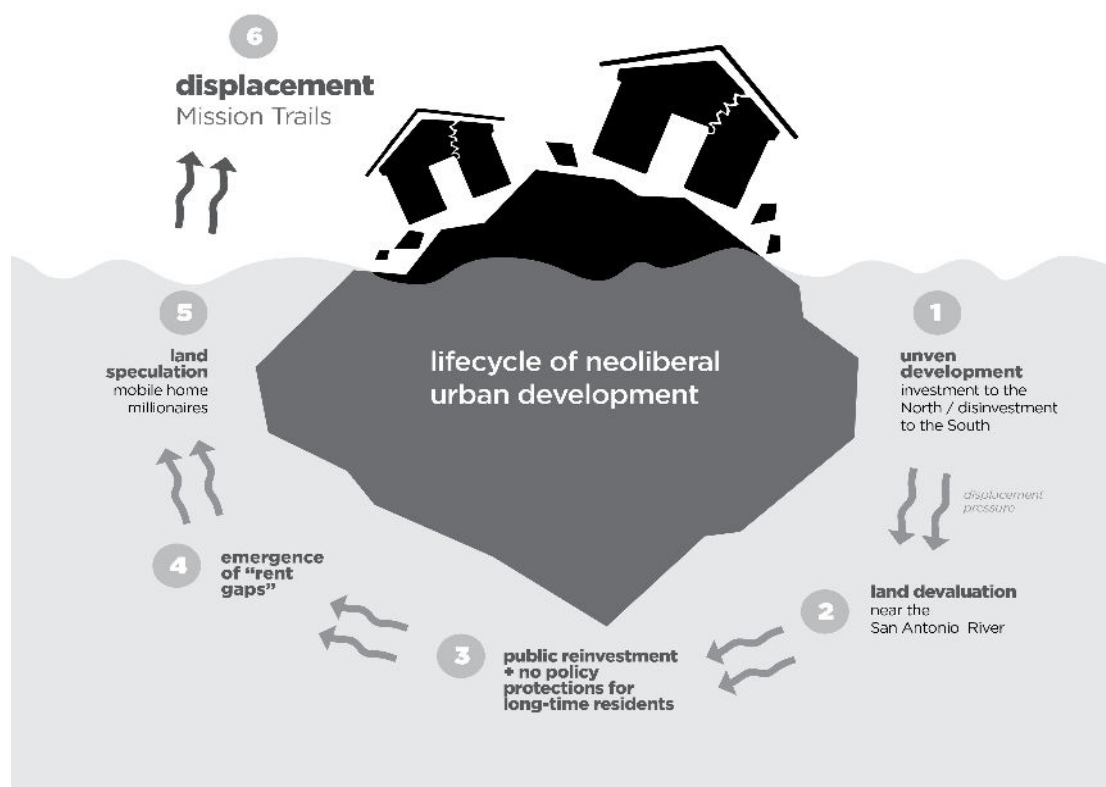 6
displacement
Mission Trails
5
land
speculation
mobile home
millionaires
lifecycle of neoliberal
urban development
1
unven
development
investment to the
North / disinvestment
to the South
displacement
pressure
4
emergence
of “rent
gaps”
2
land devaluation
near the
San Antonio River
3
public reinvestment
+ no policy
protections for
long-time residents